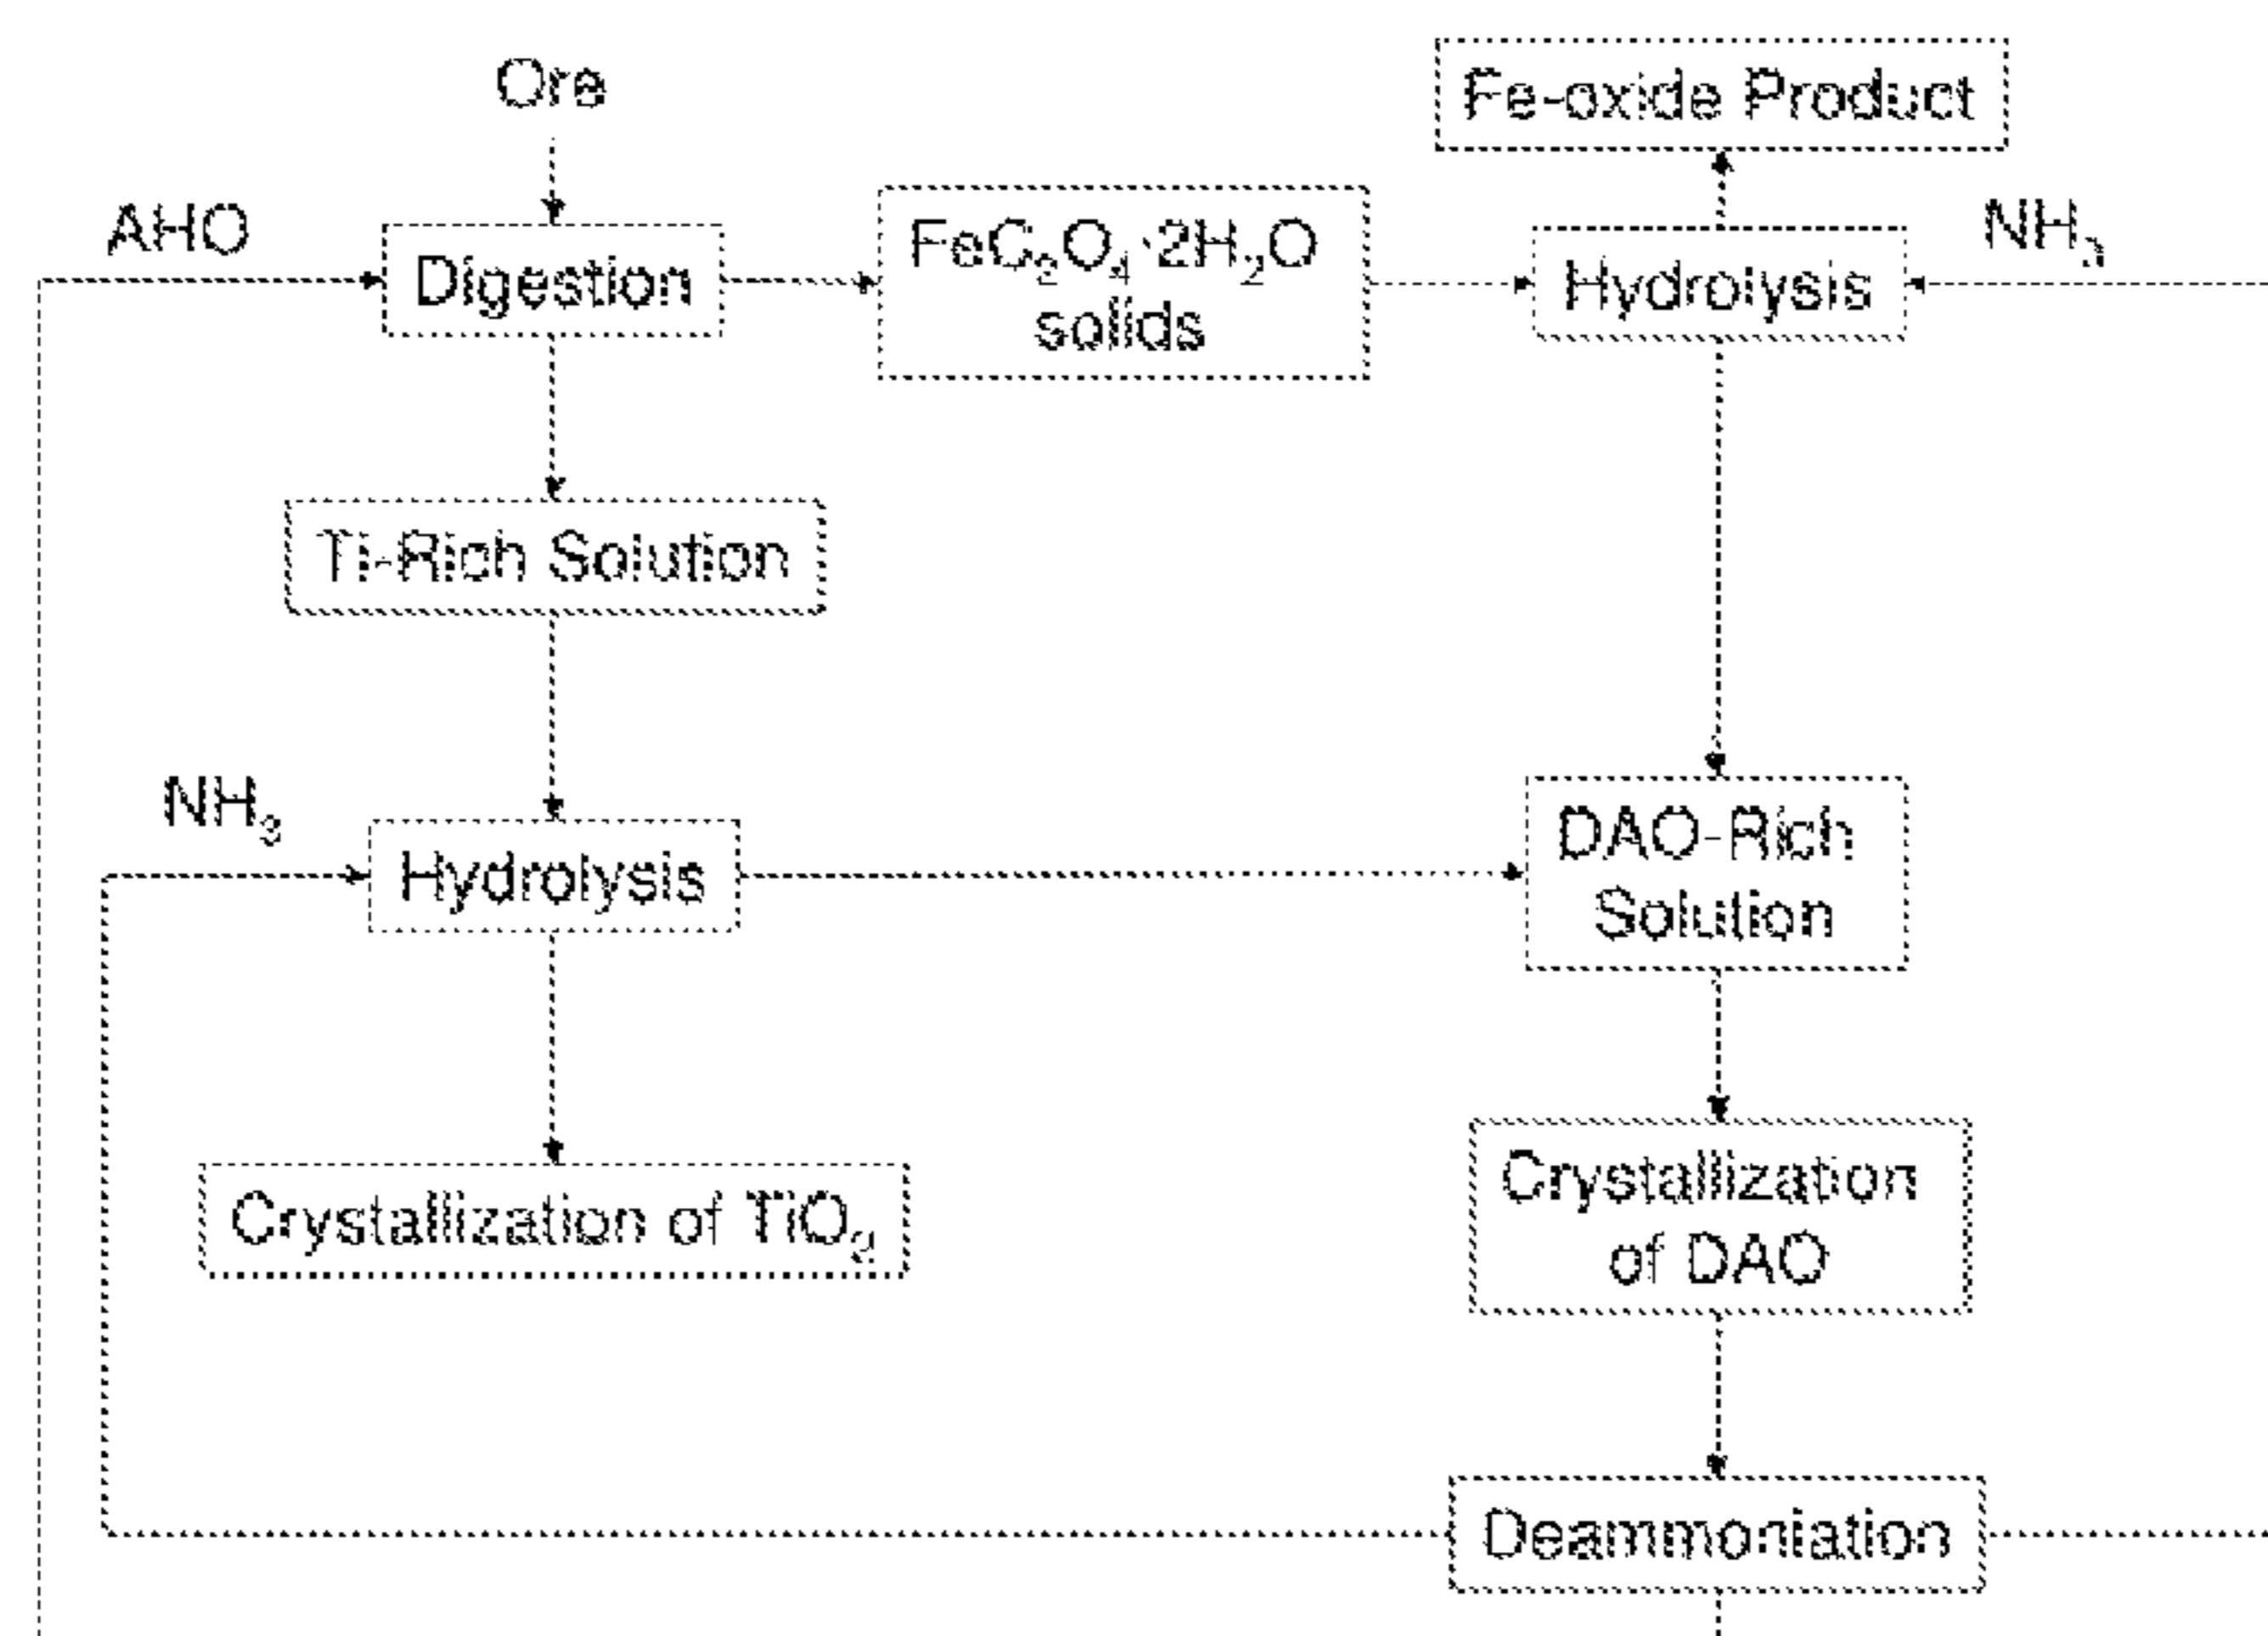 Ore
Fe-oxide Product
AHO
Digestion
FeC₂O₄·2H₂O
solids
Hydrolysis
NH₃
Ti-Rich Solution
NH₃
Hydrolysis
DAO-Rich
Solution
Crystallization of TiO₂
Crystallization
of DAO
Deammoniation